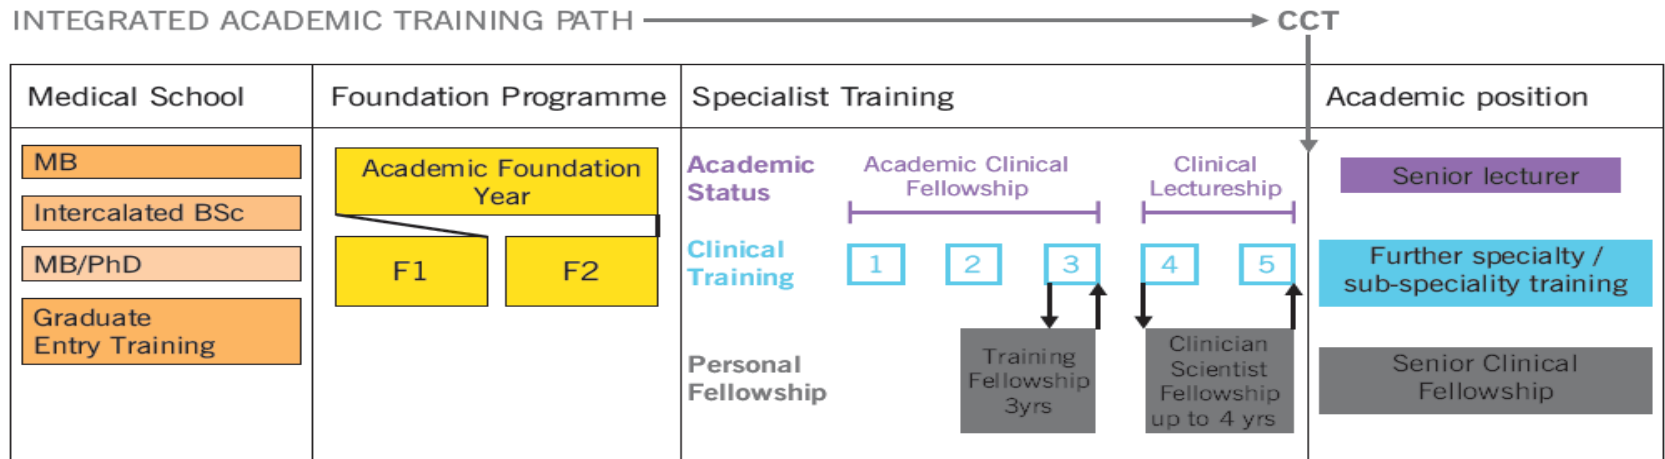 INTEGRATED ACADEMIC TRAINING PATH
CCT
Medical School
Foundation Programme
Specialist Training
Academic position
MB
Intercalated BSc
MB/PhD
Graduate
Entry Training
Academic Foundation
Year
F1
F2
Academic
Status
Academic Clinical
Fellowship
Clinical
Lectureship
Clinical
Training
1
2
3
4
5
Personal
Fellowship
Training
Fellowship
3yrs
Clinician
Scientist
Fellowship
up to 4 yrs
Senior lecturer
Further specialty /
sub-speciality training
Senior Clinical
Fellowship